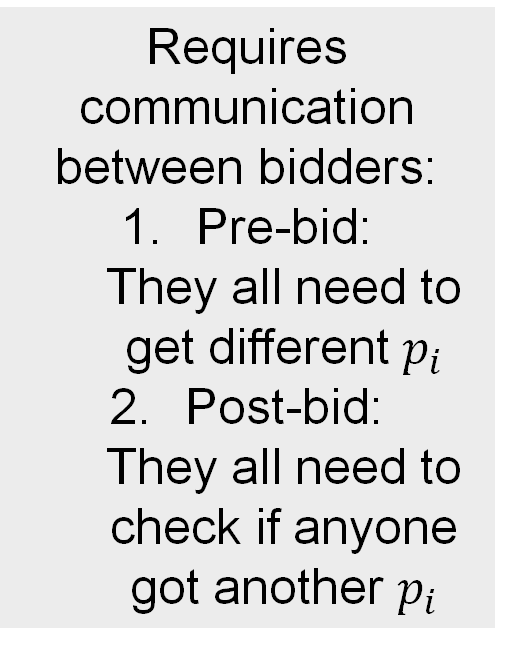 Requires
communication
between bidders:
1. Pre-bid:
They all need to
get different pᵢ
2. Post-bid:
They all need to
check if anyone
got another pᵢ